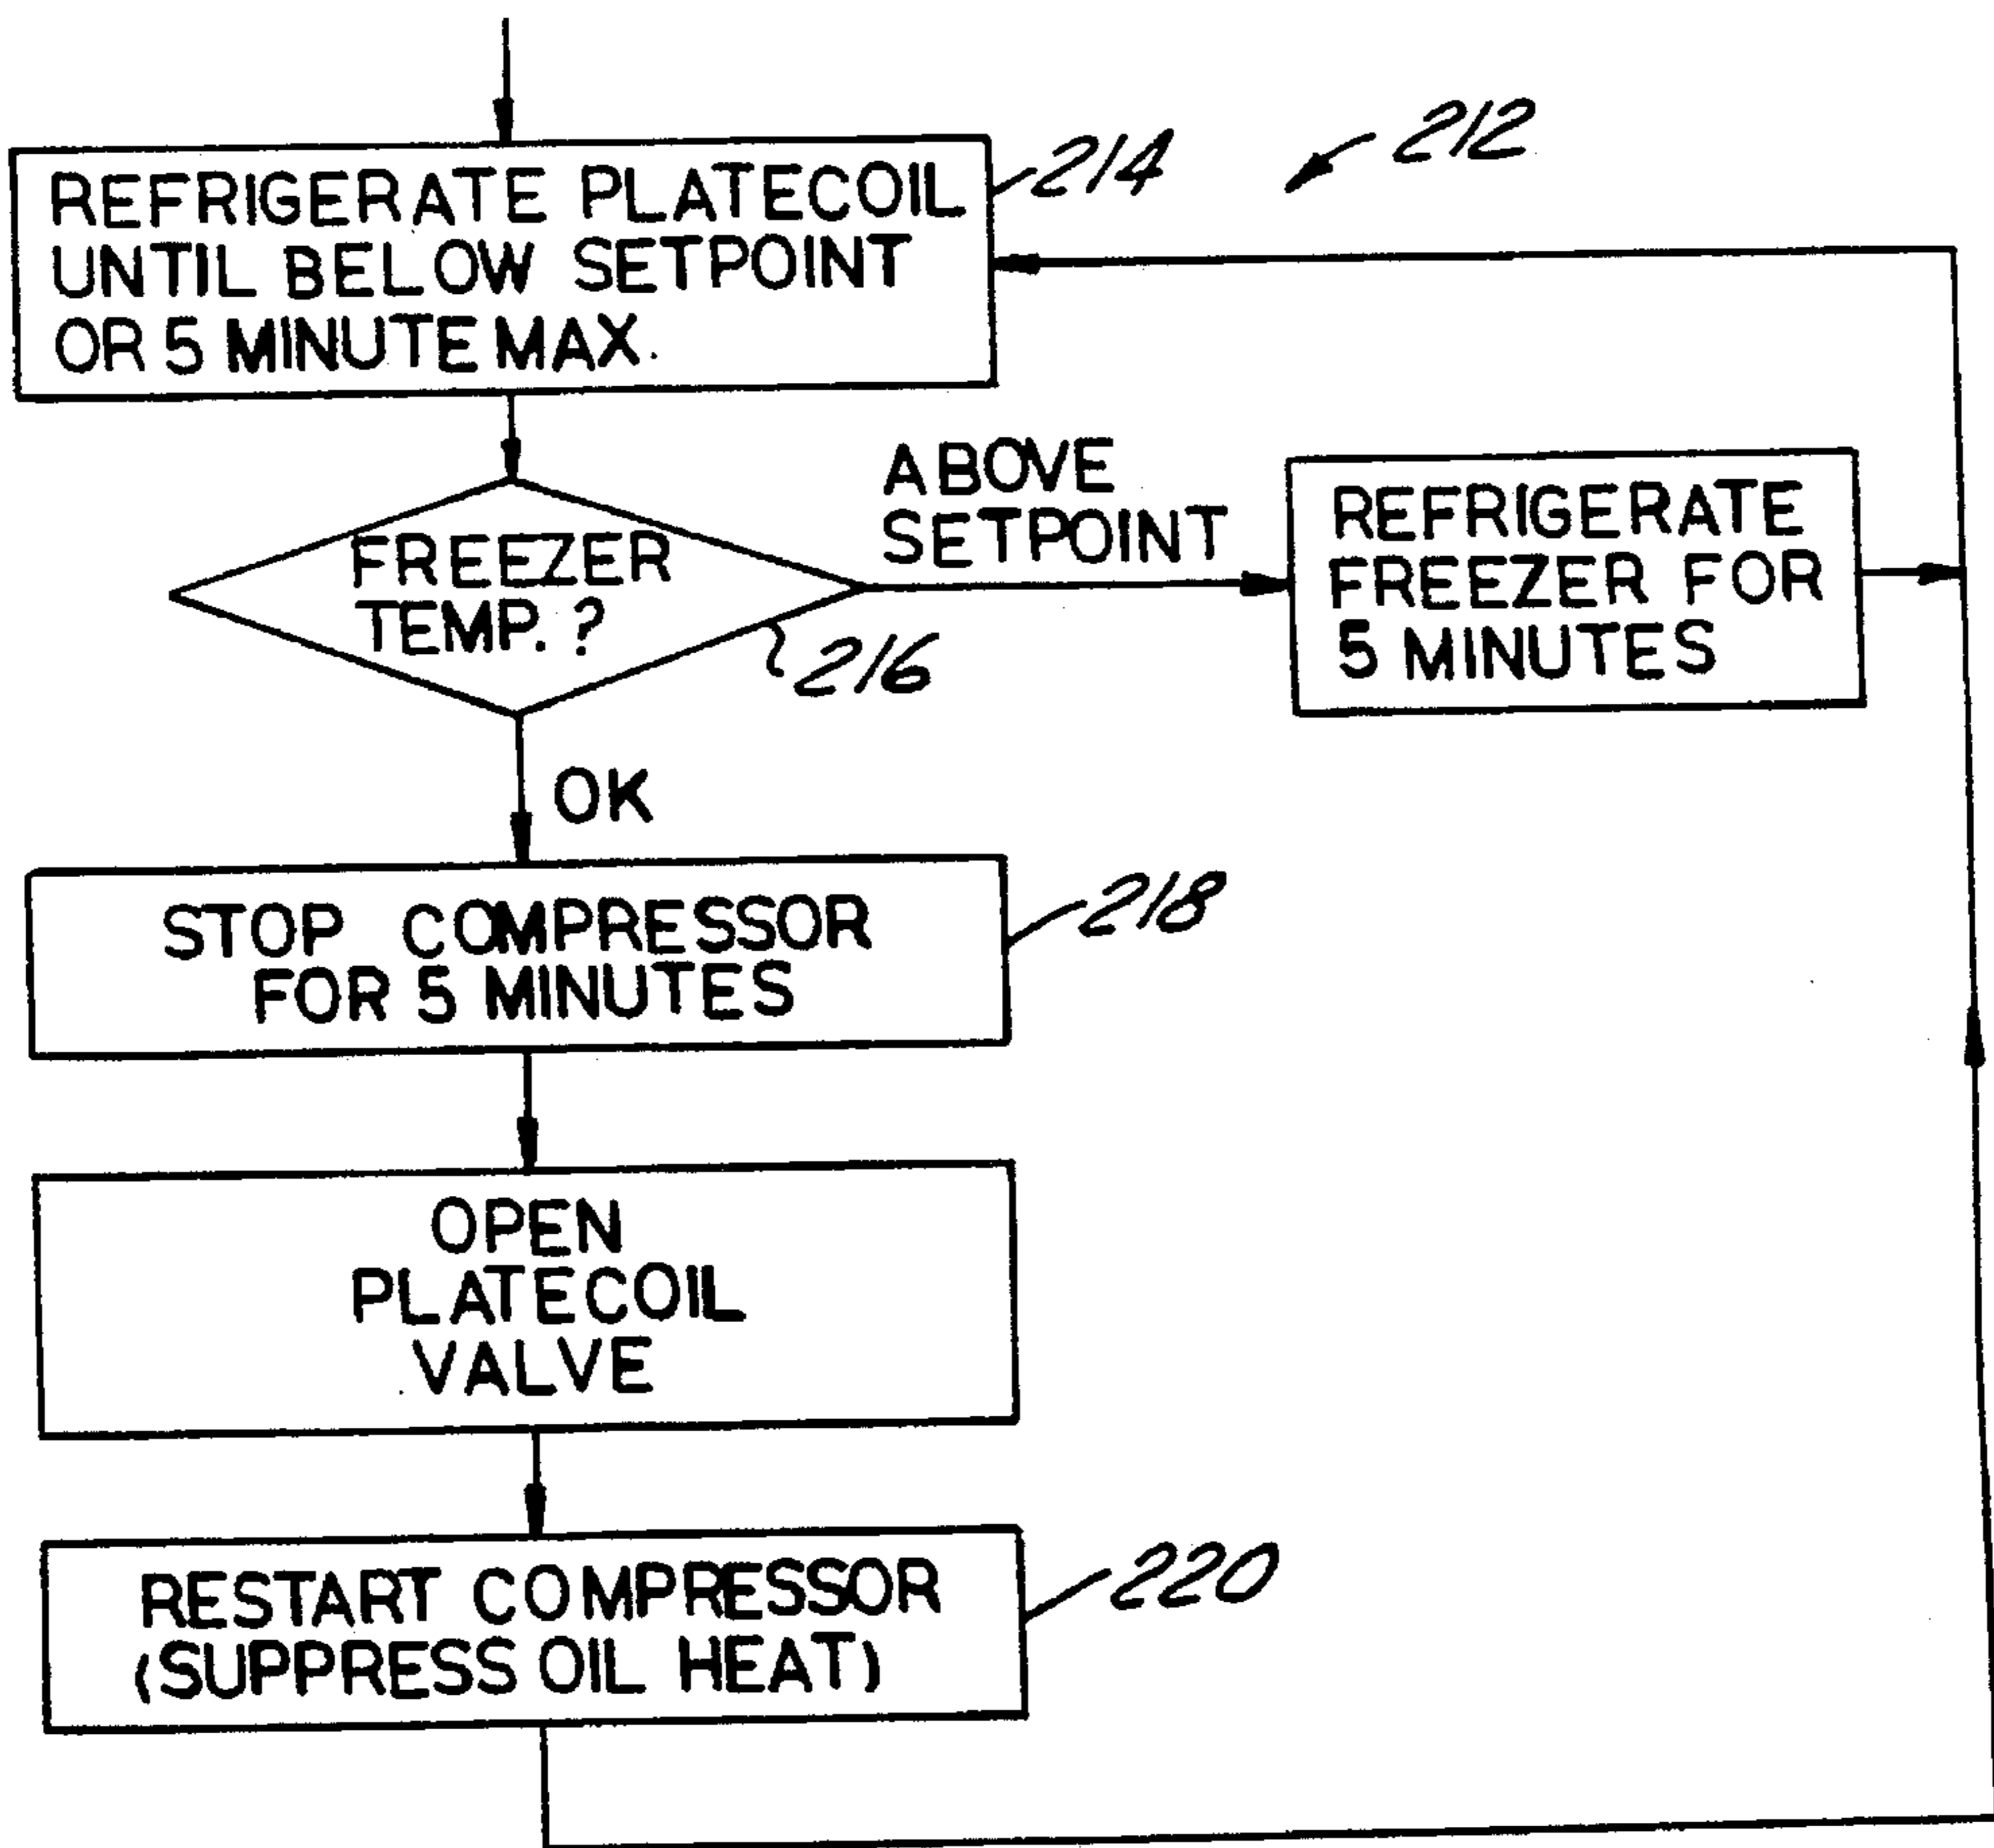 212
214
REFRIGERATE PLATECOIL
UNTIL BELOW SETPOINT
OR 5 MINUTE MAX.
FREEZER
TEMP. ?
216
ABOVE
SETPOINT
REFRIGERATE
FREEZER FOR
5 MINUTES
OK
STOP COMPRESSOR
FOR 5 MINUTES
218
OPEN
PLATECOIL
VALVE
RESTART COMPRESSOR
(SUPPRESS OIL HEAT)
220